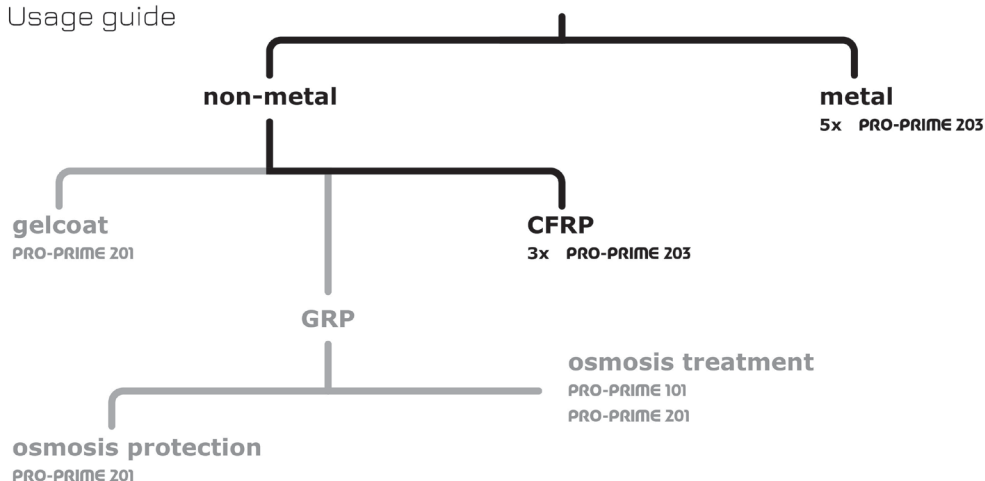 Usage guide
non-metal
metal
5x PRO-PRIME 203
gelcoat
PRO-PRIME 201
CFRP
3x PRO-PRIME 203
GRP
osmosis treatment
PRO-PRIME 101
PRO-PRIME 201
osmosis protection
PRO-PRIME 201